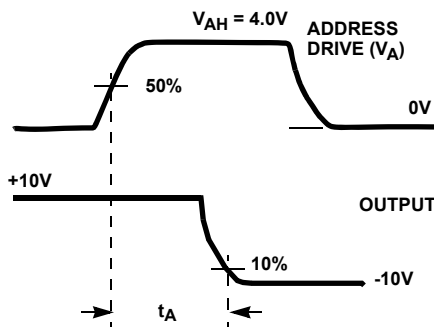 V_AH = 4.0V
ADDRESS
DRIVE (V_A)
50%
0V
+10V
OUTPUT
10%
-10V
t_A